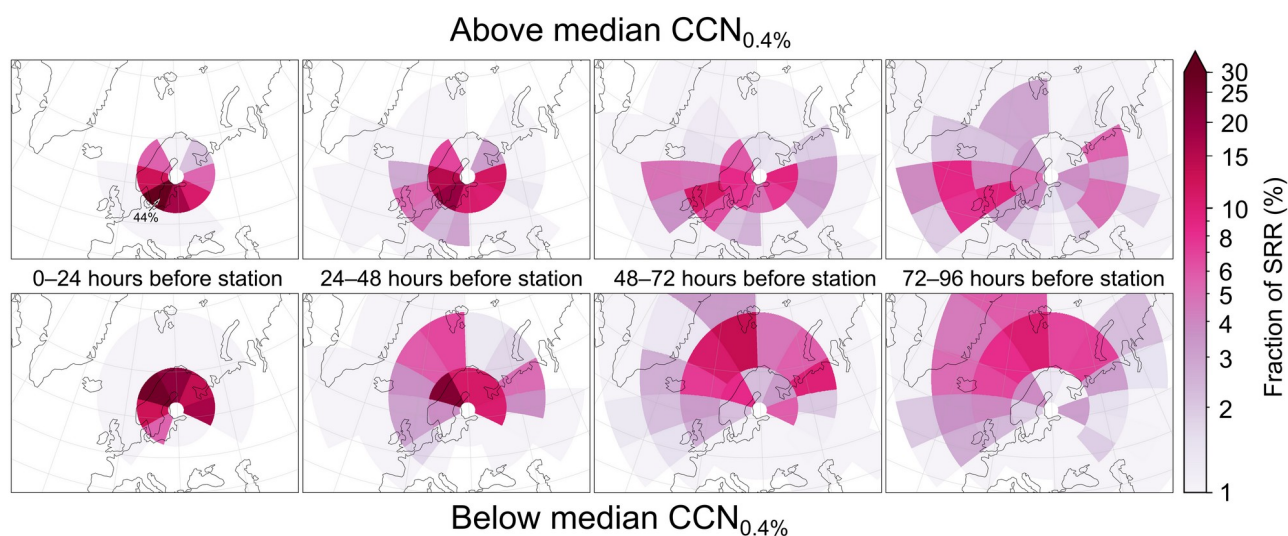 Above median CCN0.4%
44%
0–24 hours before station
24–48 hours before station
48–72 hours before station
72–96 hours before station
Below median CCN0.4%
30
25
20
15
10
8
6
5
4
3
2
1
Fraction of SRR (%)